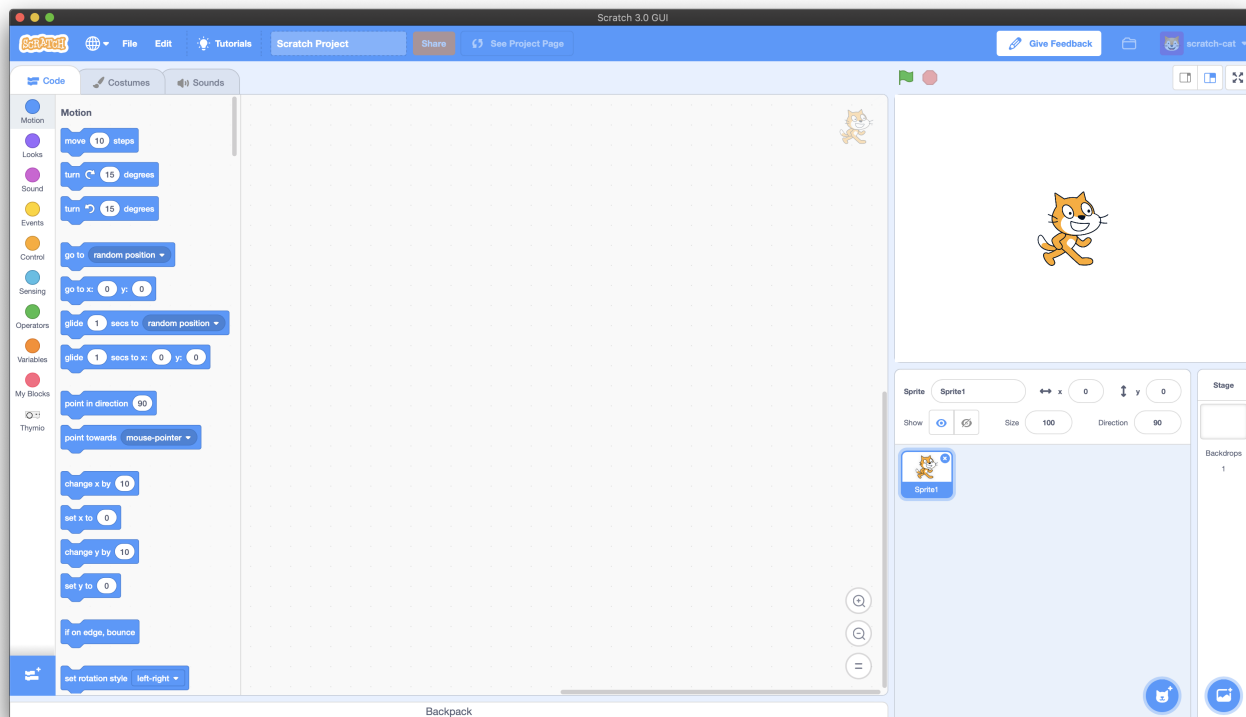 Scratch 3.0 GUI
SCRATCH File Edit Tutorials Scratch Project Share See Project Page Give Feedback scratch-cat
Code Costumes Sounds
Motion
Looks
Sound
Events
Control
Sensing
Operators
Variables
My Blocks
Thymio
Motion
move 10 steps
turn 15 degrees
turn 15 degrees
go to random position
go to x: 0 y: 0
glide 1 secs to random position
glide 1 secs to x: 0 y: 0
point in direction 90
point towards mouse-pointer
change x by 10
set x to 0
change y by 10
set y to 0
if on edge, bounce
set rotation style left-right
Sprite Sprite1 x 0 y 0
Show Size 100 Direction 90
Sprite1
Stage
Backdrops
1
Backpack